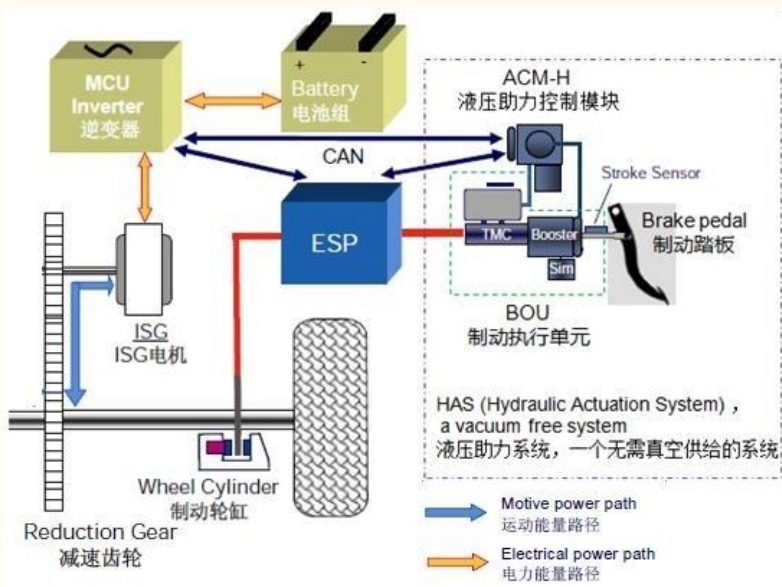 MCU
Inverter
逆变器
+ -
Battery
电池组
ACM-H
液压助力控制模块
CAN
Stroke Sensor
ESP
TMC
Booster
Sim
Brake pedal
制动踏板
BOU
制动执行单元
ISG
ISG电机
HAS (Hydraulic Actuation System) ,
a vacuum free system
液压助力系统，一个无需真空供给的系统
Wheel Cylinder
制动轮缸
Reduction Gear
减速齿轮
Motive power path
运动能量路径
Electrical power path
电力能量路径